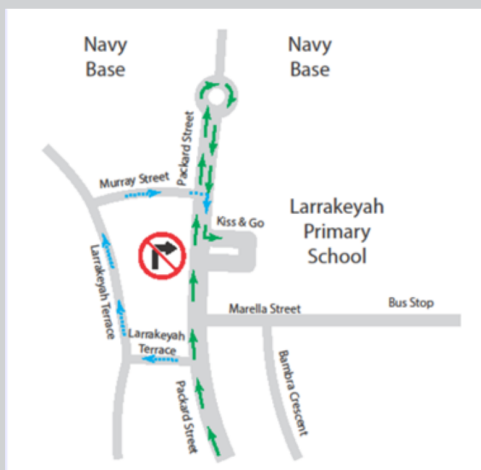 Navy
Base
Navy
Base
Packard Street
Murray Street
Kiss & Go
Larrakeyah
Primary
School
Larrakeyah Terrace
Marella Street
Bus Stop
Larrakeyah
Terrace
Bambra Crescent
Packard Street